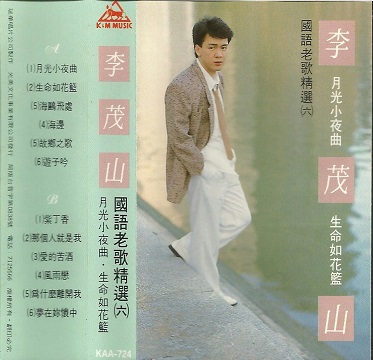 A
(1)月光小夜曲
(2)生命如花籃
(3)海鷗飛處
(4)海邊
(5)故鄉之歌
(6)遊子吟
B
(1)紫丁香
(2)那個人就是我
(3)愛的苦酒
(4)風雨戀
(5)爲什麼離開我
(6)夢在妳懷中
K&M MUSIC
李茂山
國語老歌精選(六)
月光小夜曲・生命如花籃
KAA-724
國語老歌精選(六)
李茂山
月光小夜曲
生命如花籃